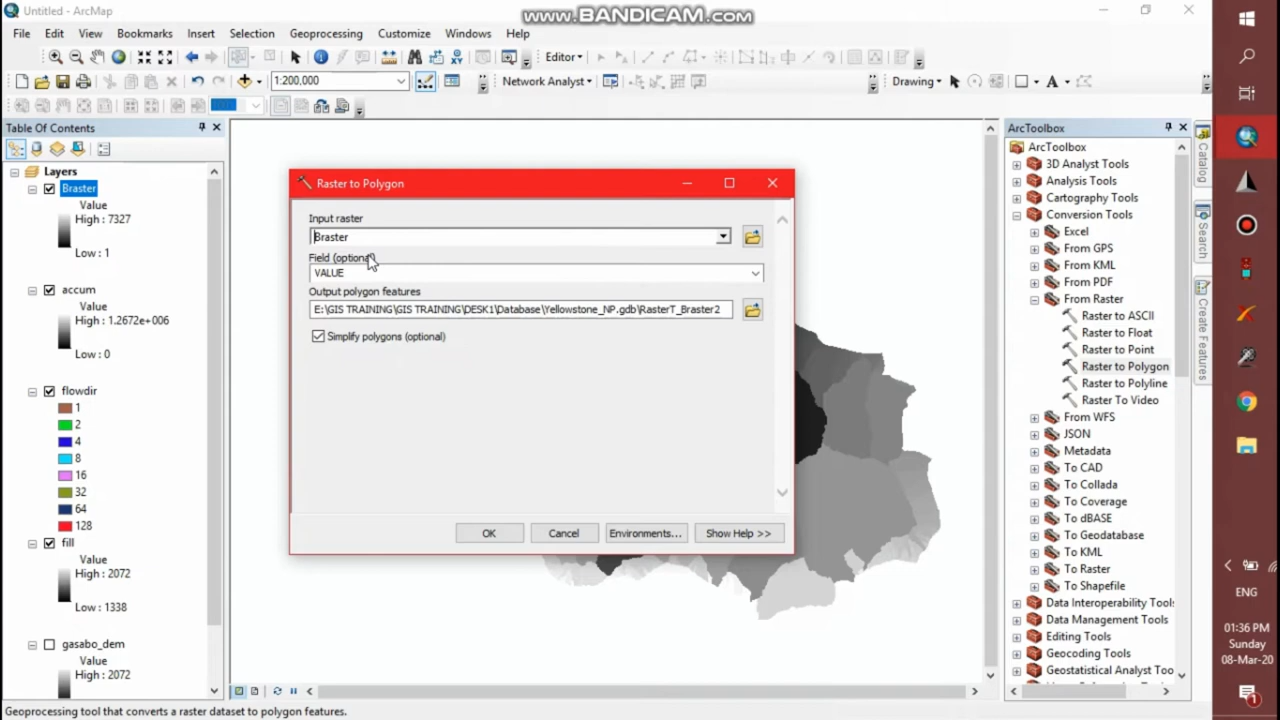 Untitled - ArcMap
www.BANDICAM.com
File Edit View Bookmarks Insert Selection Geoprocessing Customize Windows Help
Editor
1:200,000
Network Analyst
Drawing
A
Table Of Contents
Layers
Braster
Value
High : 7327
Low : 1
accum
Value
High : 1.2672e+006
Low : 0
flowdir
1
2
4
8
16
32
64
128
fill
Value
High : 2072
Low : 1338
gasabo_dem
Value
High : 2072
Raster to Polygon
Input raster
Braster
Field (optional)
VALUE
Output polygon features
E:\GIS TRAINING\GIS TRAINING\DESK1\Database\Yellowstone_NP.gdb\RasterT_Braster2
Simplify polygons (optional)
OK Cancel Environments... Show Help >>
ArcToolbox
ArcToolbox
3D Analyst Tools
Analysis Tools
Cartography Tools
Conversion Tools
Excel
From GPS
From KML
From PDF
From Raster
Raster to ASCII
Raster to Float
Raster to Point
Raster to Polygon
Raster to Polyline
Raster To Video
From WFS
JSON
Metadata
To CAD
To Collada
To Coverage
To dBASE
To Geodatabase
To KML
To Raster
To Shapefile
Data Interoperability Tools
Data Management Tools
Editing Tools
Geocoding Tools
Geostatistical Analyst Too
Catalog
Search
Create Features
ENG
01:36 PM
Sunday
08-Mar-20
1
Geoprocessing tool that converts a raster dataset to polygon features.